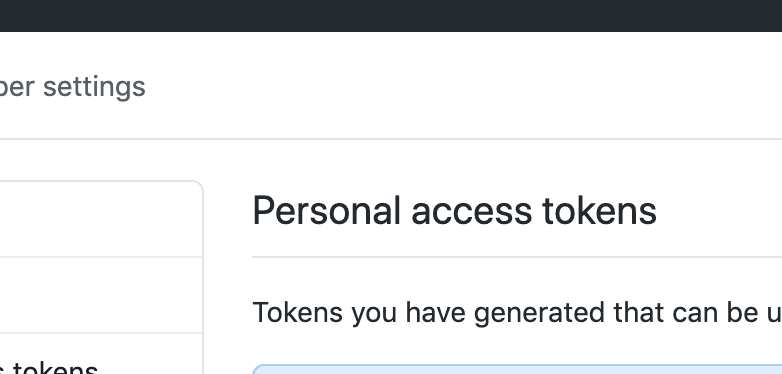 per settings
Personal access tokens
Tokens you have generated that can be u
s tokens